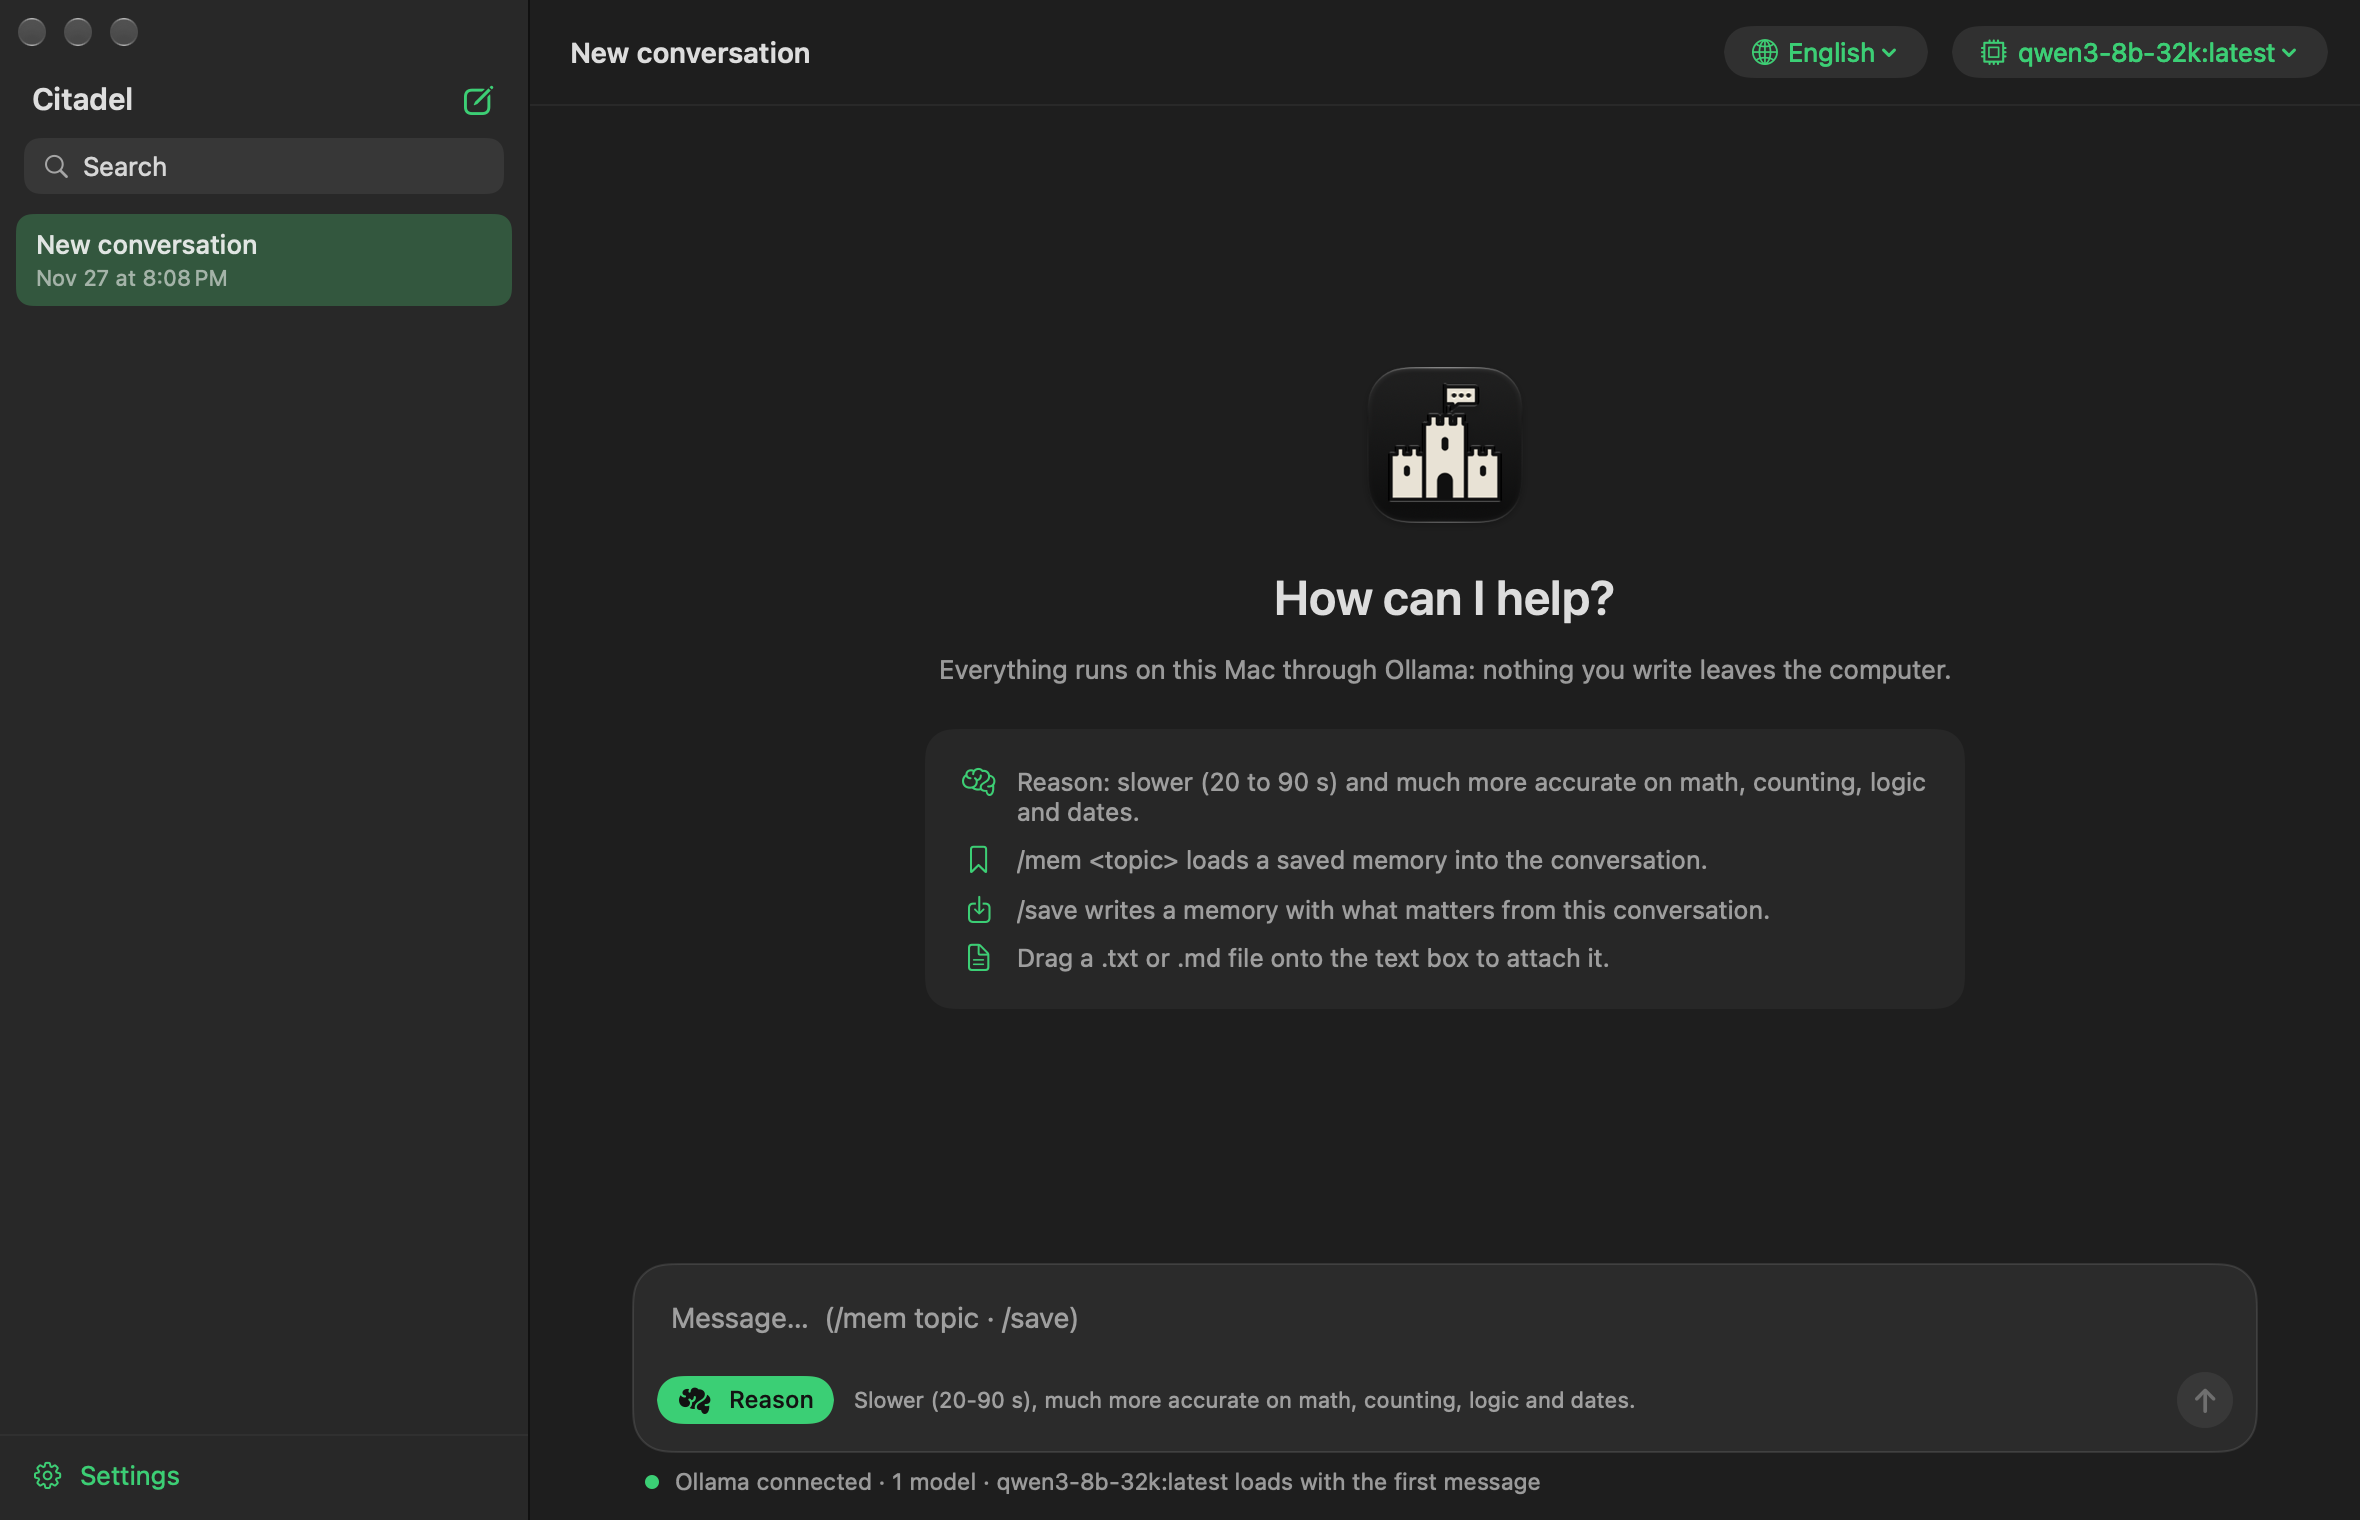 Citadel
Search
New conversation
Nov 27 at 8:08 PM
Settings
New conversation
English
qwen3-8b-32k:latest
How can I help?
Everything runs on this Mac through Ollama: nothing you write leaves the computer.
Reason: slower (20 to 90 s) and much more accurate on math, counting, logic
and dates.
/mem <topic> loads a saved memory into the conversation.
/save writes a memory with what matters from this conversation.
Drag a .txt or .md file onto the text box to attach it.
Message... (/mem topic · /save)
Reason
Slower (20-90 s), much more accurate on math, counting, logic and dates.
Ollama connected · 1 model · qwen3-8b-32k:latest loads with the first message